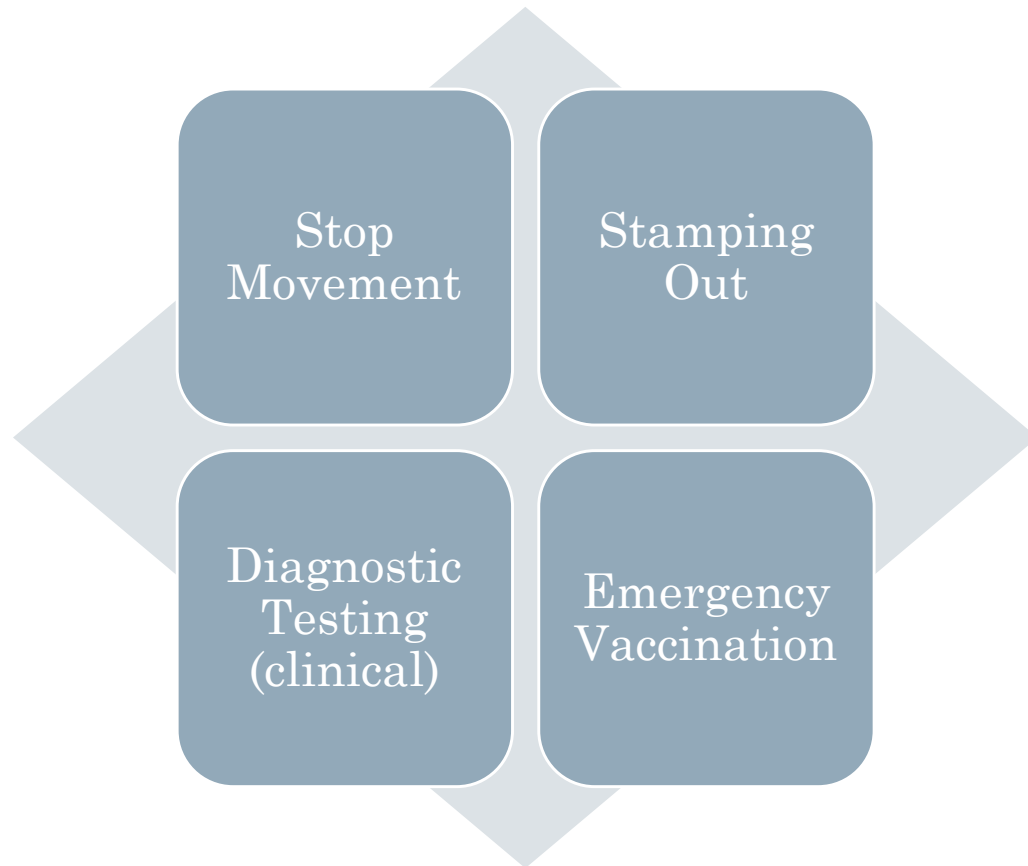 Stop
Movement
Stamping
Out
Diagnostic
Testing
(clinical)
Emergency
Vaccination